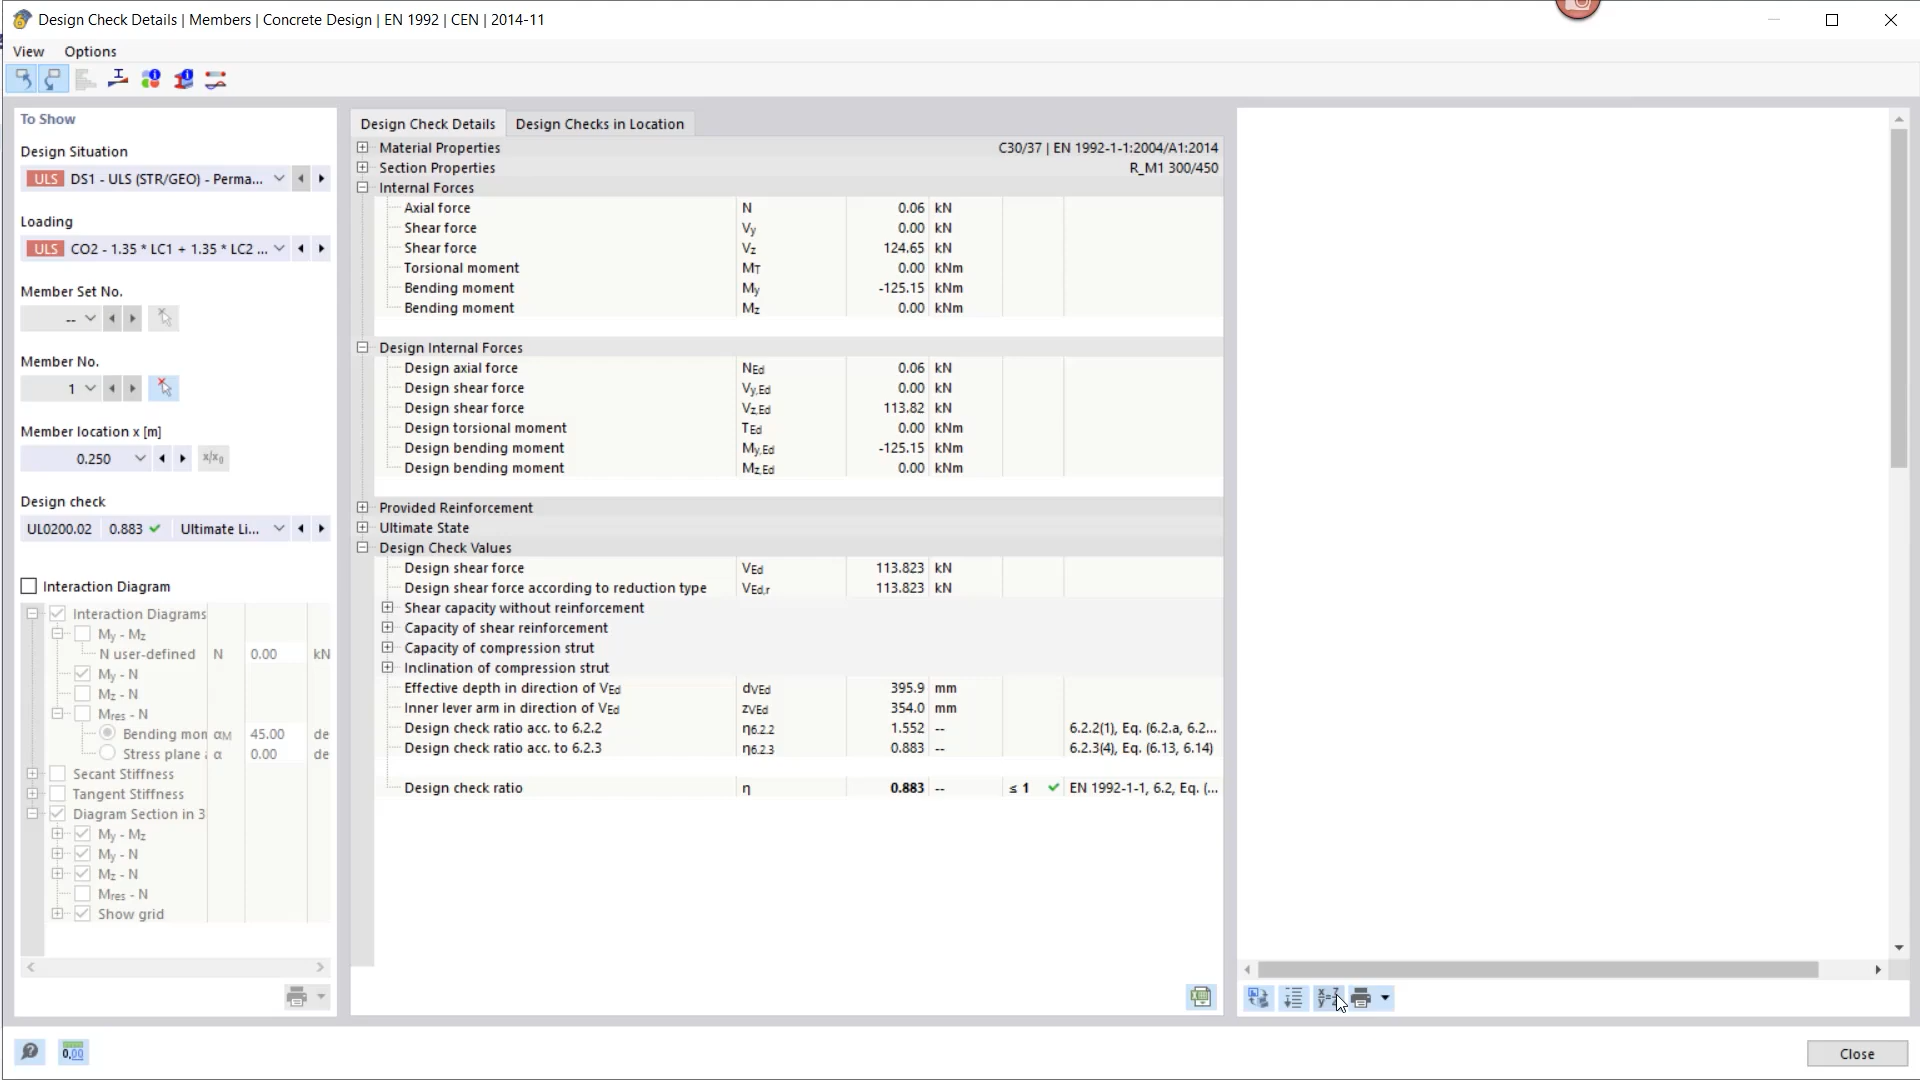 Design Check Details | Members | Concrete Design | EN 1992 | CEN | 2014-11
View Options
To Show
Design Situation
ULS DS1 - ULS (STR/GEO) - Perma...
Loading
ULS CO2 - 1.35 * LC1 + 1.35 * LC2 ...
Member Set No.
--
Member No.
1
Member location x [m]
0.250 x/x0
Design check
UL0200.02 0.883 Ultimate Li...
Interaction Diagram
Interaction Diagrams
My - Mz
N user-defined N 0.00 kN
My - N
Mz - N
Mres - N
Bending mon αM 45.00 de
Stress plane a α 0.00 de
Secant Stiffness
Tangent Stiffness
Diagram Section in 3
My - Mz
My - N
Mz - N
Mres - N
Show grid
Design Check Details Design Checks in Location
Material Properties C30/37 | EN 1992-1-1:2004/A1:2014
Section Properties R_M1 300/450
Internal Forces
Axial force N 0.06 kN
Shear force Vy 0.00 kN
Shear force Vz 124.65 kN
Torsional moment MT 0.00 kNm
Bending moment My -125.15 kNm
Bending moment Mz 0.00 kNm
Design Internal Forces
Design axial force NEd 0.06 kN
Design shear force Vy,Ed 0.00 kN
Design shear force Vz,Ed 113.82 kN
Design torsional moment TEd 0.00 kNm
Design bending moment My,Ed -125.15 kNm
Design bending moment Mz,Ed 0.00 kNm
Provided Reinforcement
Ultimate State
Design Check Values
Design shear force VEd 113.823 kN
Design shear force according to reduction type VEd,r 113.823 kN
Shear capacity without reinforcement
Capacity of shear reinforcement
Capacity of compression strut
Inclination of compression strut
Effective depth in direction of VEd dVEd 395.9 mm
Inner lever arm in direction of VEd zVEd 354.0 mm
Design check ratio acc. to 6.2.2 η6.2.2 1.552 -- 6.2.2(1), Eq. (6.2.a, 6.2...
Design check ratio acc. to 6.2.3 η6.2.3 0.883 -- 6.2.3(4), Eq. (6.13, 6.14)
Design check ratio η 0.883 -- ≤ 1 EN 1992-1-1, 6.2, Eq. (...
0,00
Close